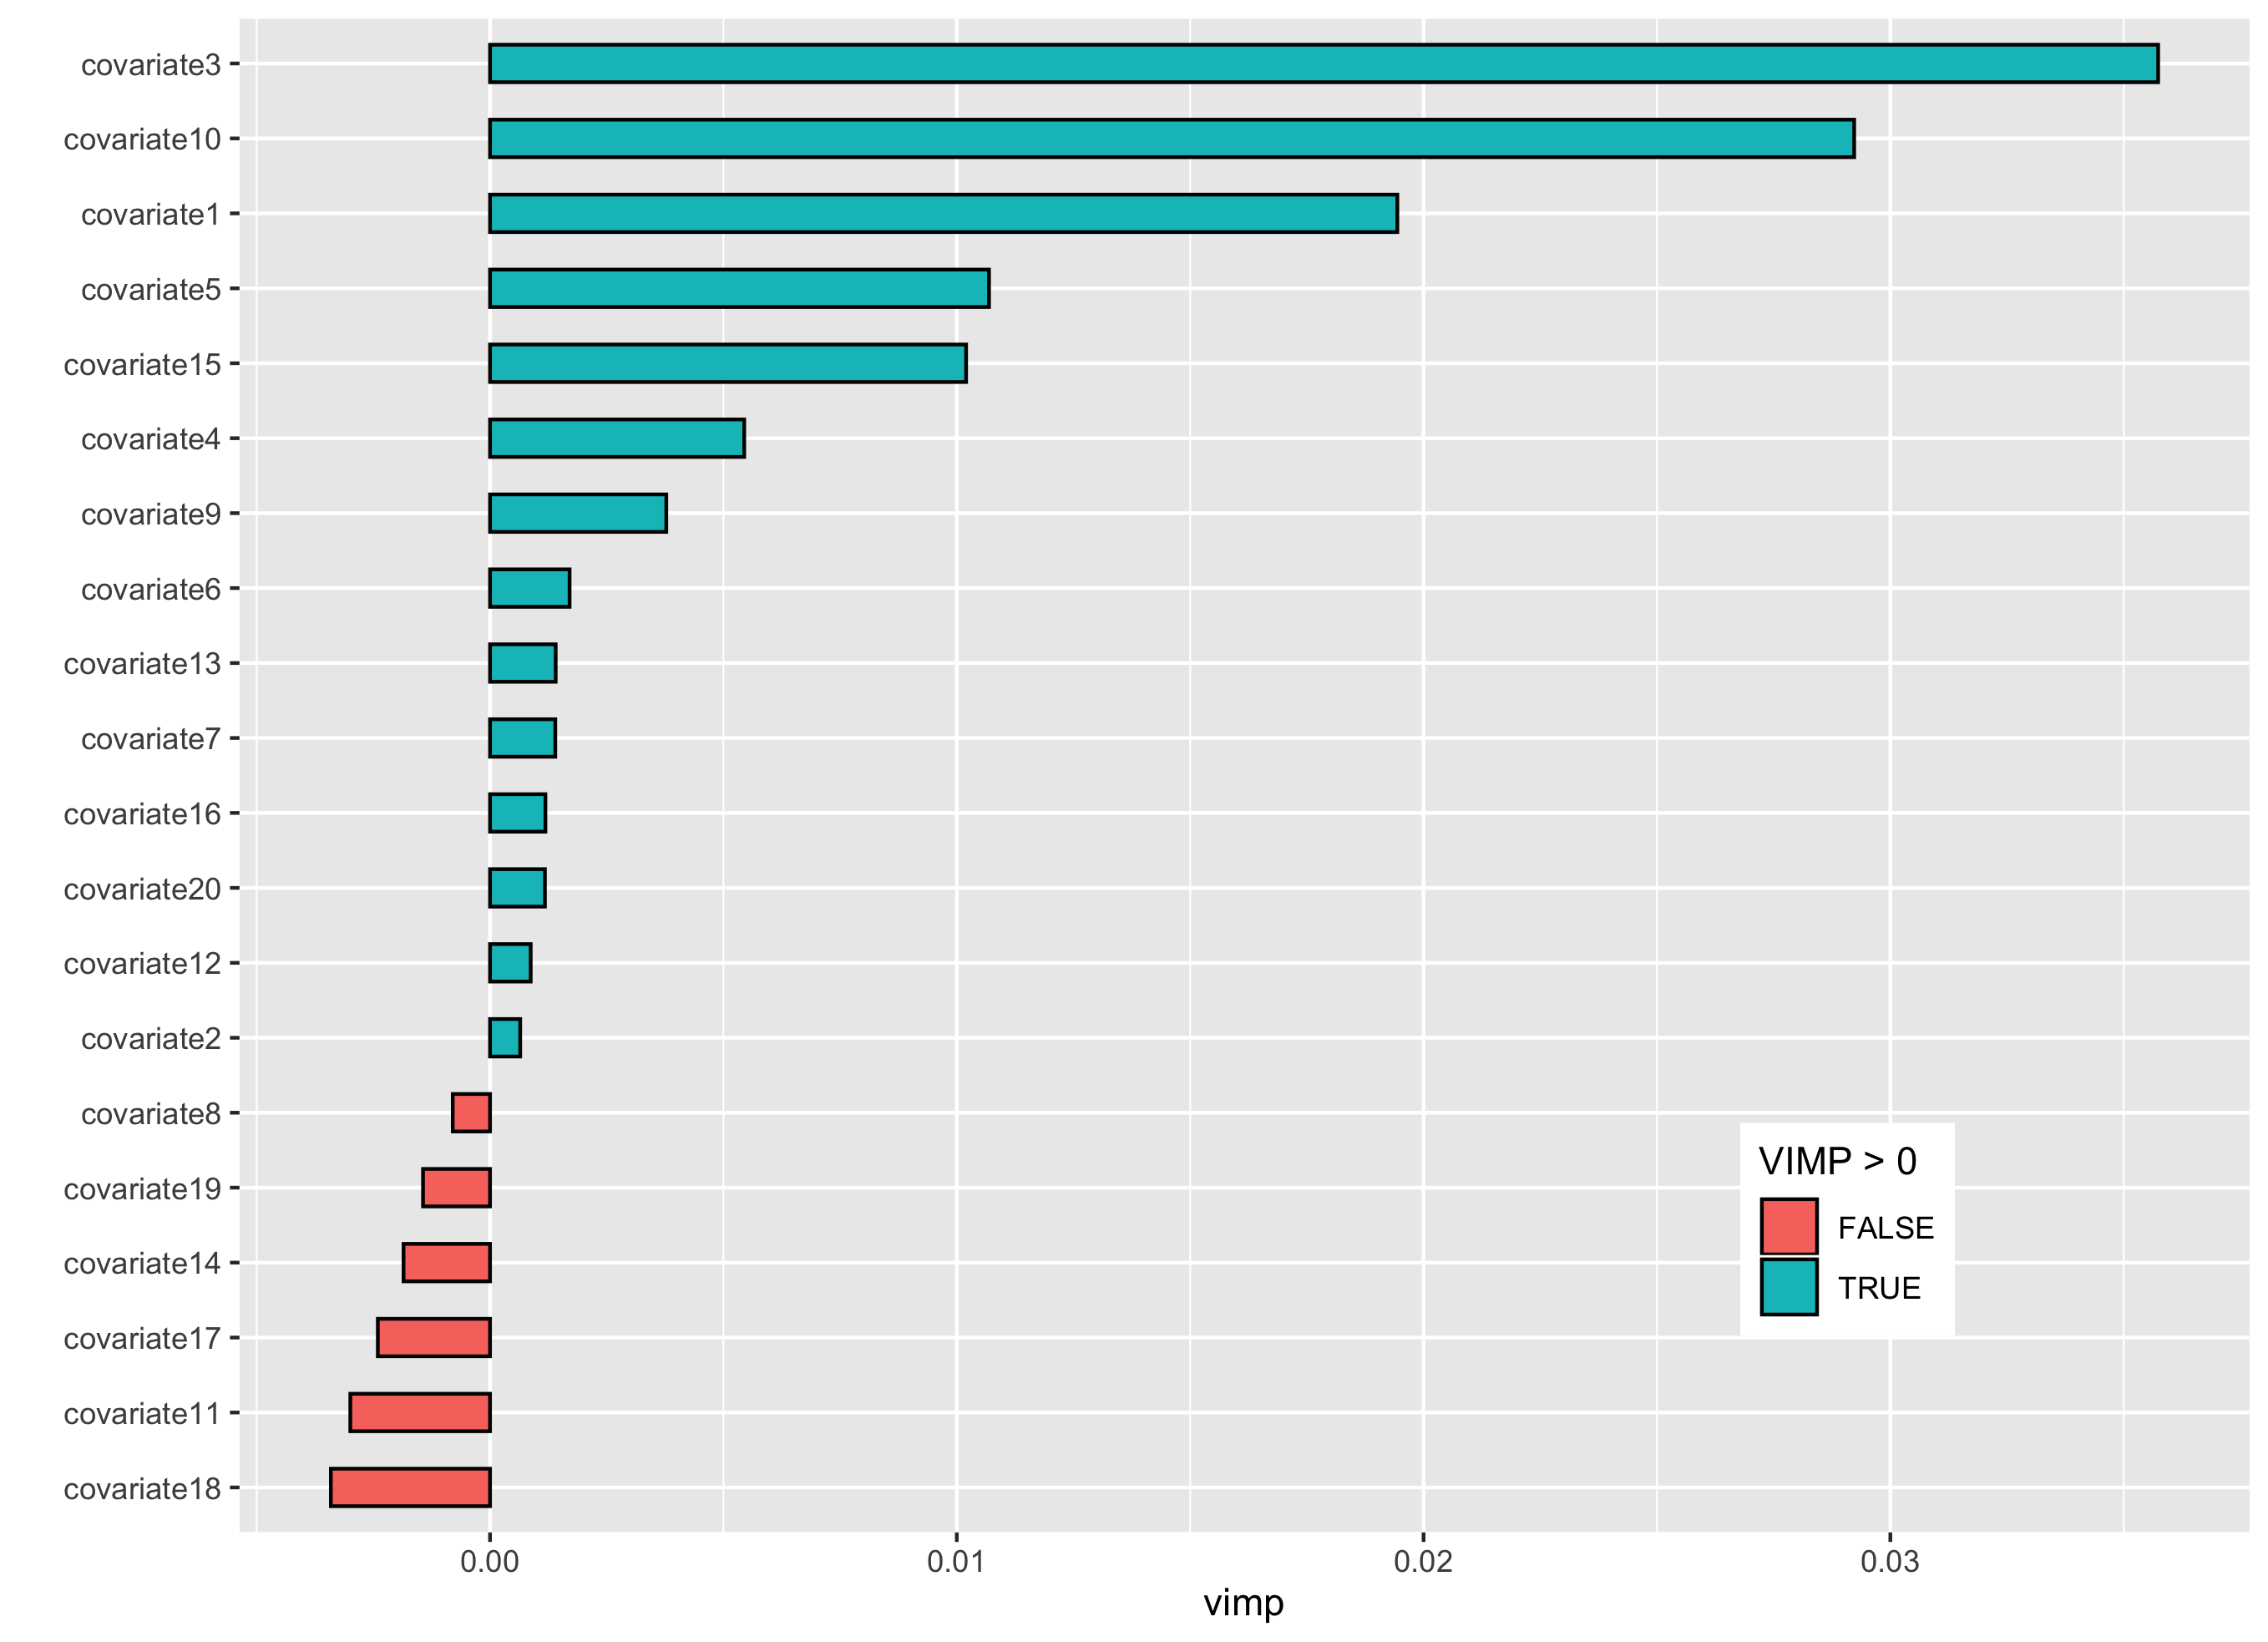 covariate3
covariate10
covariate1
covariate5
covariate15
covariate4
covariate9
covariate6
covariate13
covariate7
covariate16
covariate20
covariate12
covariate2
covariate8
covariate19
covariate14
covariate17
covariate11
covariate18
VIMP > 0
FALSE
TRUE
0.00 0.01 0.02 0.03
vimp